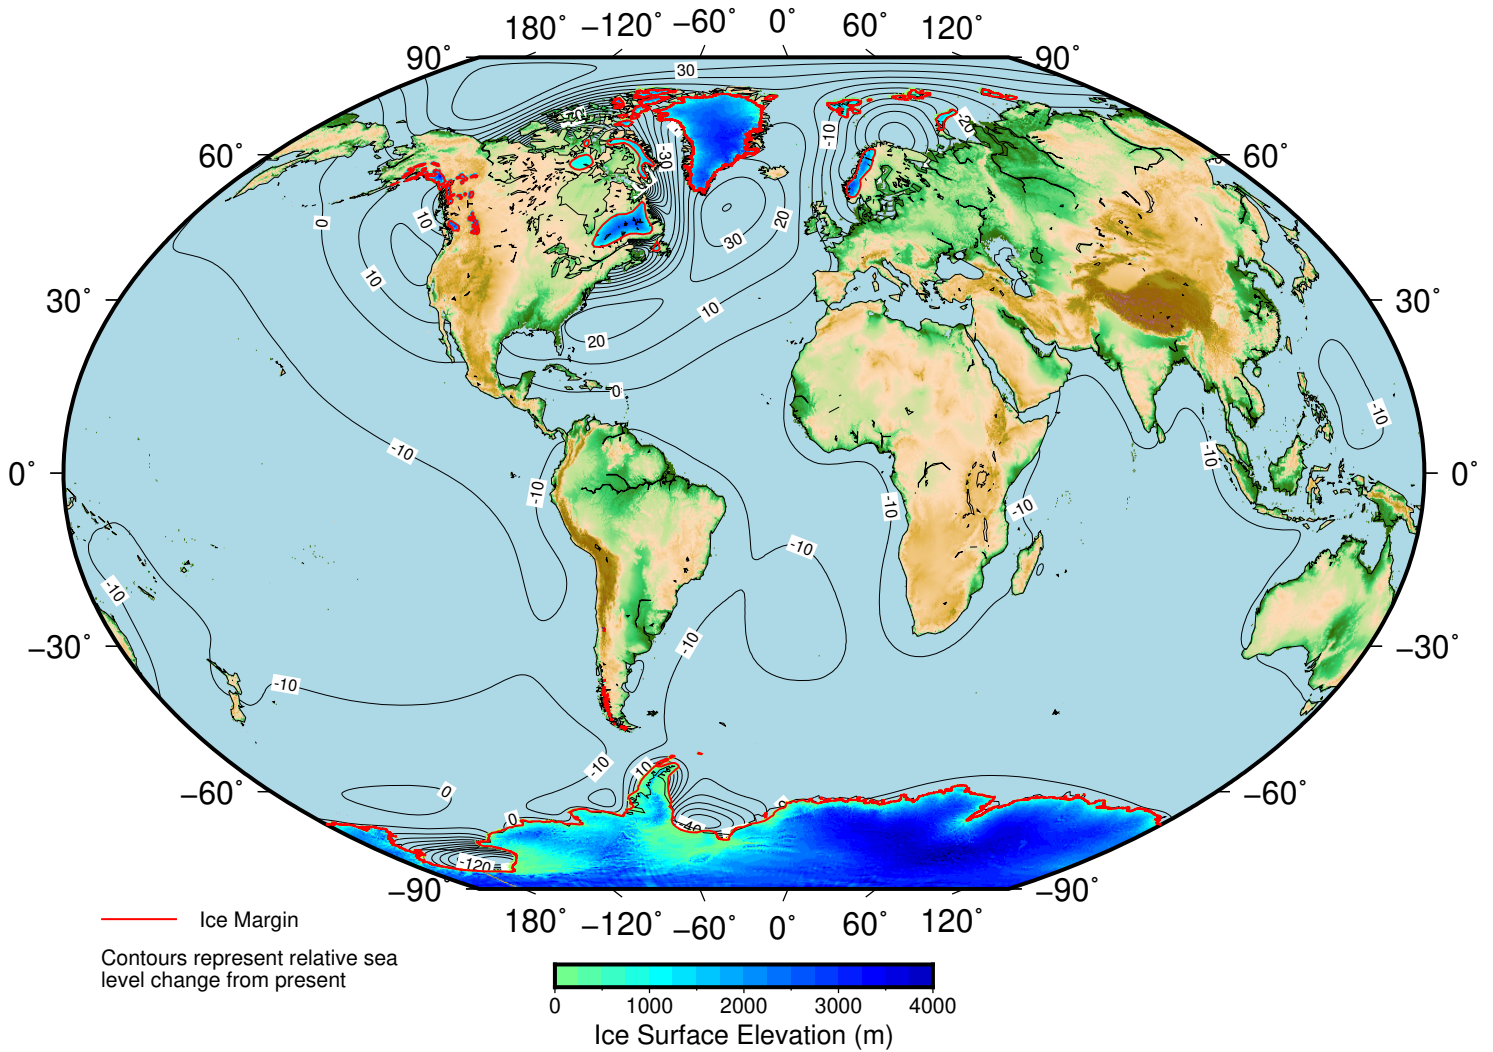 180° −120° −60° 0° 60° 120°
90° 90°
30
-20
-10
60° 60°
-30
0 10 20
30
10
30° 10 30°
20
0
-10
-10
-10
0° -10 0°
-10 -10
-10
-10
−30° -10 −30°
-10
-10 10
−60° 0 −60°
0 -40
-120
−90° −90°
180° −120° −60° 0° 60° 120°
Ice Margin
Contours represent relative sea
level change from present
0 1000 2000 3000 4000
Ice Surface Elevation (m)